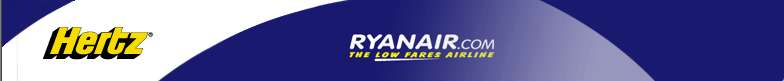 Hertz®
RYANAIR.COM
THE LOW FARES AIRLINE